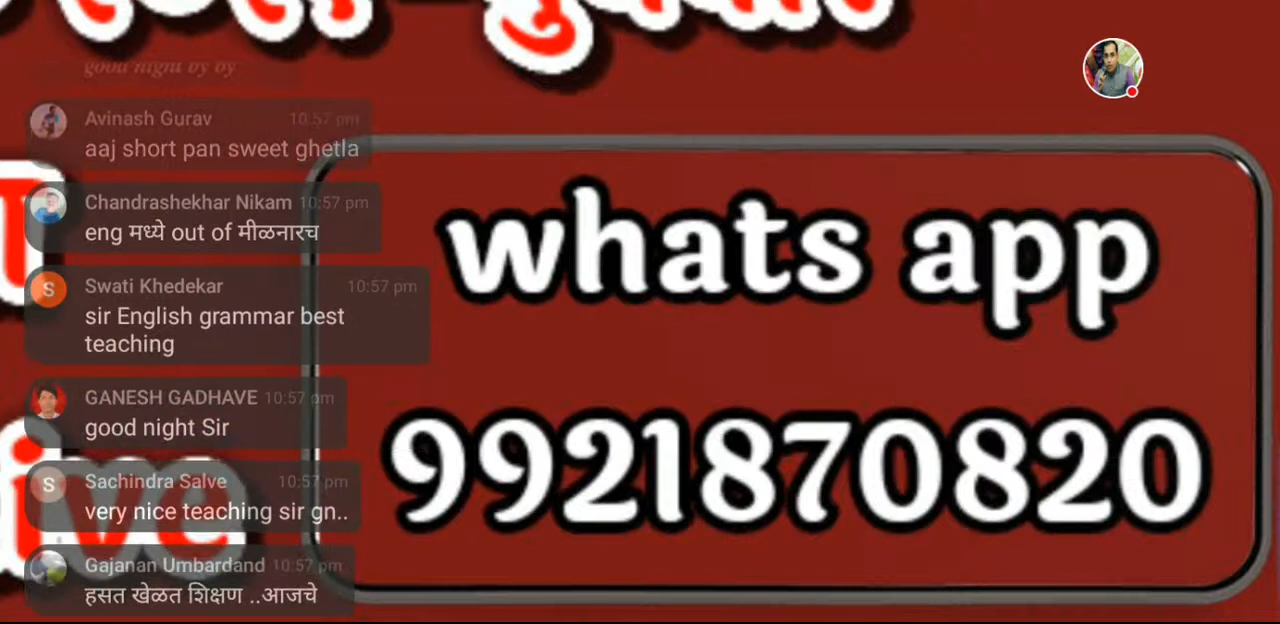 good night by by
Avinash Gurav 10:57 pm
aaj short pan sweet ghetla
Chandrashekhar Nikam 10:57 pm
eng मध्ये out of मीळनारच
Swati Khedekar 10:57 pm
sir English grammar best
teaching
GANESH GADHAVE 10:57 pm
good night Sir
Sachindra Salve 10:57 pm
very nice teaching sir gn..
Gajanan Umbardand 10:57 pm
हसत खेळत शिक्षण ..आजचे
S
S
ive
whats app
9921870820